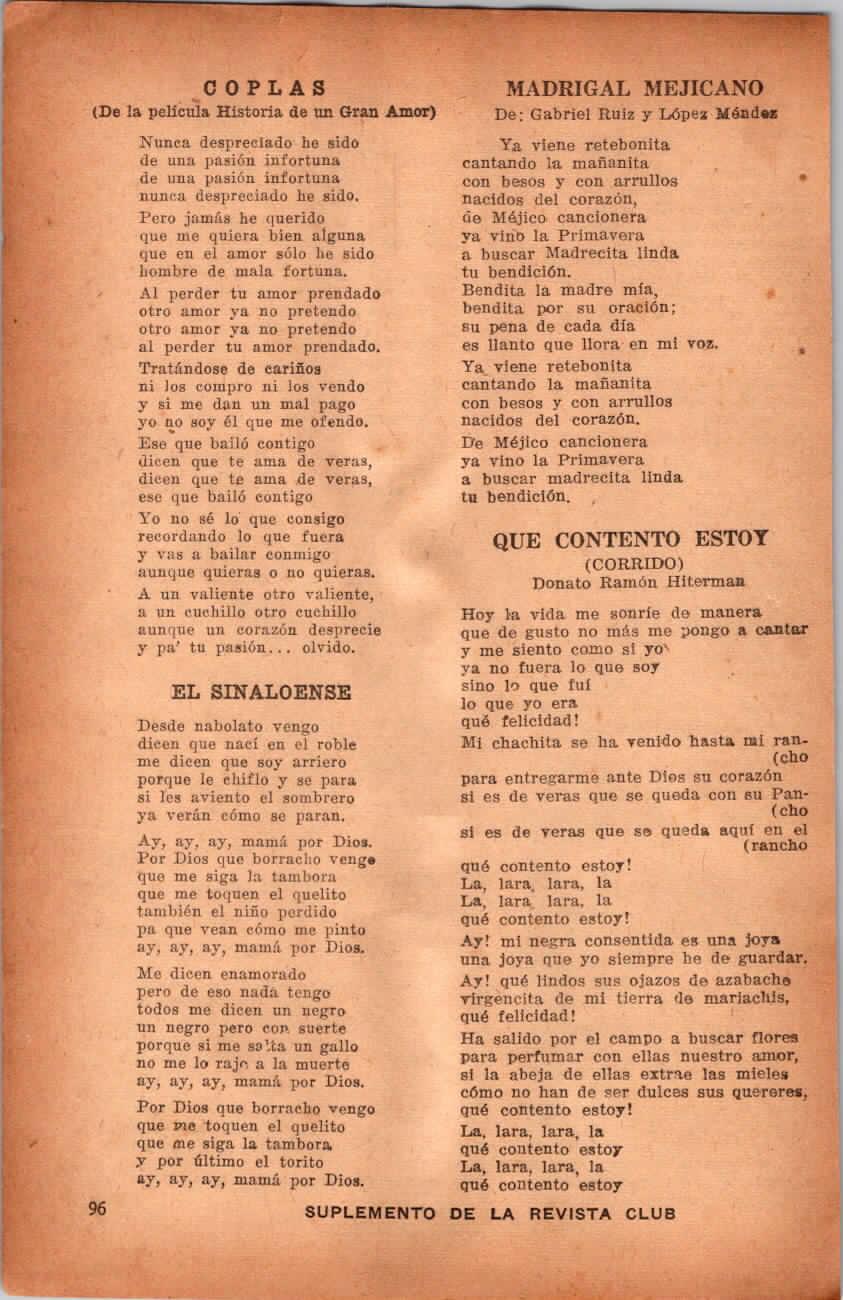 COPLAS
(De la película Historia de un Gran Amor)
Nunca despreciado he sido
de una pasión infortuna
de una pasión infortuna
nunca despreciado he sido.
Pero jamás he querido
que me quiera bien alguna
que en el amor sólo he sido
hombre de mala fortuna.
Al perder tu amor prendado
otro amor ya no pretendo
otro amor ya no pretendo
al perder tu amor prendado.
Tratándose de cariños
ni los compro ni los vendo
y si me dan un mal pago
yo no soy él que me ofendo.
Ese que bailó contigo
dicen que te ama de veras,
dicen que te ama de veras,
ese que bailó contigo
Yo no sé lo que consigo
recordando lo que fuera
y vas a bailar conmigo
aunque quieras o no quieras.
A un valiente otro valiente,
a un cuchillo otro cuchillo
aunque un corazón desprecie
y pa' tu pasión... olvido.
EL SINALOENSE
Desde nabolato vengo
dicen que nací en el roble
me dicen que soy arriero
porque le chiflo y se para
si les aviento el sombrero
ya verán cómo se paran.
Ay, ay, ay, mamá por Dios.
Por Dios que borracho vengo
que me siga la tambora
que me toquen el quelito
también el niño perdido
pa que vean cómo me pinto
ay, ay, ay, mamá por Dios.
Me dicen enamorado
pero de eso nada tengo
todos me dicen un negro
un negro pero con suerte
porque si me salta un gallo
no me lo rajo a la muerte
ay, ay, ay, mamá por Dios.
Por Dios que borracho vengo
que me toquen el quelito
que me siga la tambora
y por último el torito
ay, ay, ay, mamá por Dios.
MADRIGAL MEJICANO
De: Gabriel Ruiz y López Méndez
Ya viene retebonita
cantando la mañanita
con besos y con arrullos
nacidos del corazón,
de Méjico cancionera
ya vino la Primavera
a buscar Madrecita linda
tu bendición.
Bendita la madre mía,
bendita por su oración;
su pena de cada día
es llanto que llora en mi voz.
Ya viene retebonita
cantando la mañanita
con besos y con arrullos
nacidos del corazón.
De Méjico cancionera
ya vino la Primavera
a buscar madrecita linda
tu bendición.
QUE CONTENTO ESTOY
(CORRIDO)
Donato Ramón Hiterman
Hoy la vida me sonríe de manera
que de gusto no más me pongo a cantar
y me siento como si yo
ya no fuera lo que soy
sino lo que fuí
lo que yo era
qué felicidad!
Mi chachita se ha venido hasta mi ran-
(cho
para entregarme ante Dios su corazón
si es de veras que se queda con su Pan-
(cho
si es de veras que se queda aquí en el
(rancho
qué contento estoy!
La, lara, lara, la
La, lara, lara, la
qué contento estoy!
Ay! mi negra consentida es una joya
una joya que yo siempre he de guardar.
Ay! qué lindos sus ojazos de azabache
virgencita de mi tierra de mariachis,
qué felicidad!
Ha salido por el campo a buscar flores
para perfumar con ellas nuestro amor,
si la abeja de ellas extrae las mieles
cómo no han de ser dulces sus quereres,
qué contento estoy!
La, lara, lara, la
qué contento estoy
La, lara, lara, la
qué contento estoy
96
SUPLEMENTO DE LA REVISTA CLUB